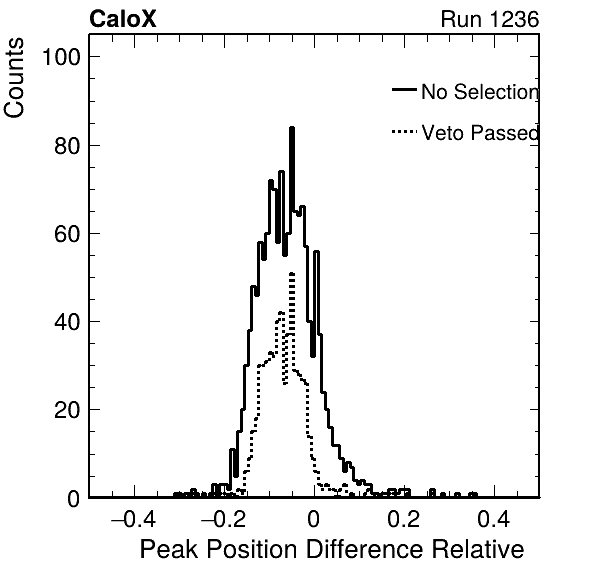 CaloX Run 1236
Counts
100
80
60
40
20
0
No Selection
Veto Passed
−0.4 −0.2 0 0.2 0.4
Peak Position Difference Relative